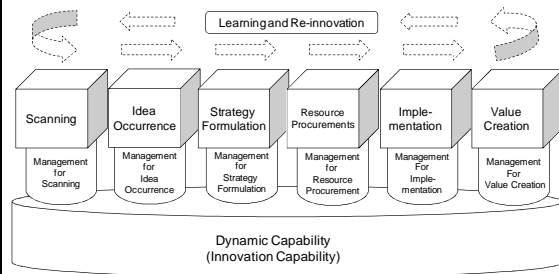 Learning and Re-innovation
Scanning
Idea
Occurrence
Strategy
Formulation
Resource
Procurements
Imple-
mentation
Value
Creation
Management
for
Scanning
Management
for
Idea
Occurrence
Management
for
Strategy
Formulation
Management
for
Resource
Procurement
Management
For
Imple-
mentation
Management
For
Value Creation
Dynamic Capability
(Innovation Capability)